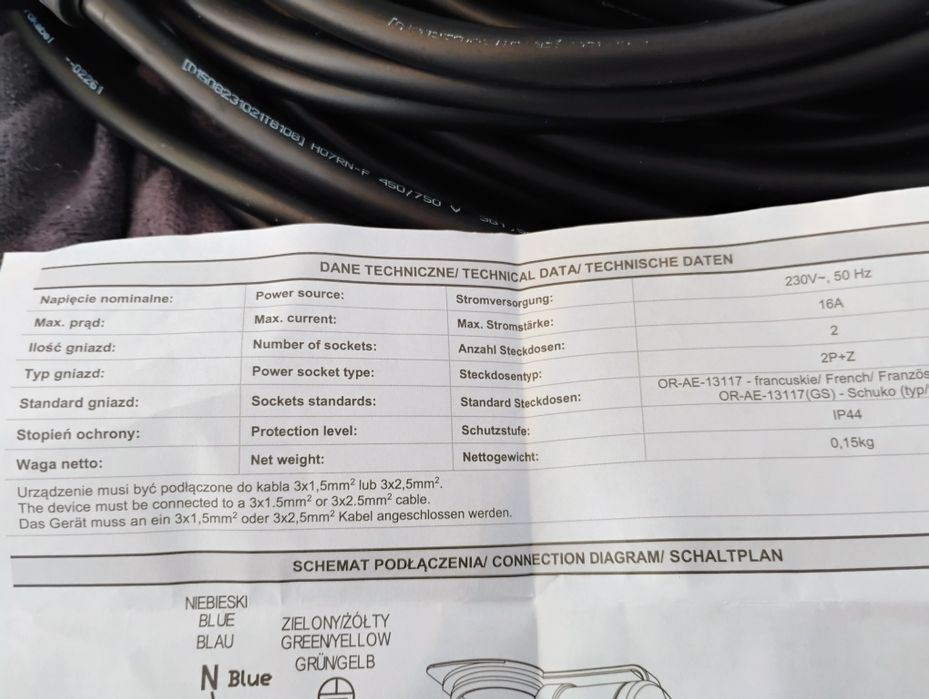 --02261
[D1508231021T8108] H07RN-F 450/750 V 3G1.
DANE TECHNICZNE/ TECHNICAL DATA/ TECHNISCHE DATEN
Napięcie nominalne: Power source: Stromversorgung: 230V~, 50 Hz
Max. prąd: Max. current: Max. Stromstärke: 16A
Ilość gniazd: Number of sockets: Anzahl Steckdosen: 2
Typ gniazd: Power socket type: Steckdosentyp: 2P+Z
Standard gniazd: Sockets standards: Standard Steckdosen: OR-AE-13117 - francuskie/ French/ Französ
OR-AE-13117(GS) - Schuko (typ/
Stopień ochrony: Protection level: Schutzstufe: IP44
Waga netto: Net weight: Nettogewicht: 0,15kg
Urządzenie musi być podłączone do kabla 3x1,5mm² lub 3x2,5mm².
The device must be connected to a 3x1.5mm² or 3x2.5mm² cable.
Das Gerät muss an ein 3x1,5mm² oder 3x2,5mm² Kabel angeschlossen werden.
SCHEMAT PODŁĄCZENIA/ CONNECTION DIAGRAM/ SCHALTPLAN
NIEBIESKI
BLUE
BLAU
ZIELONY/ŻÓŁTY
GREENYELLOW
GRÜNGELB
N Blue